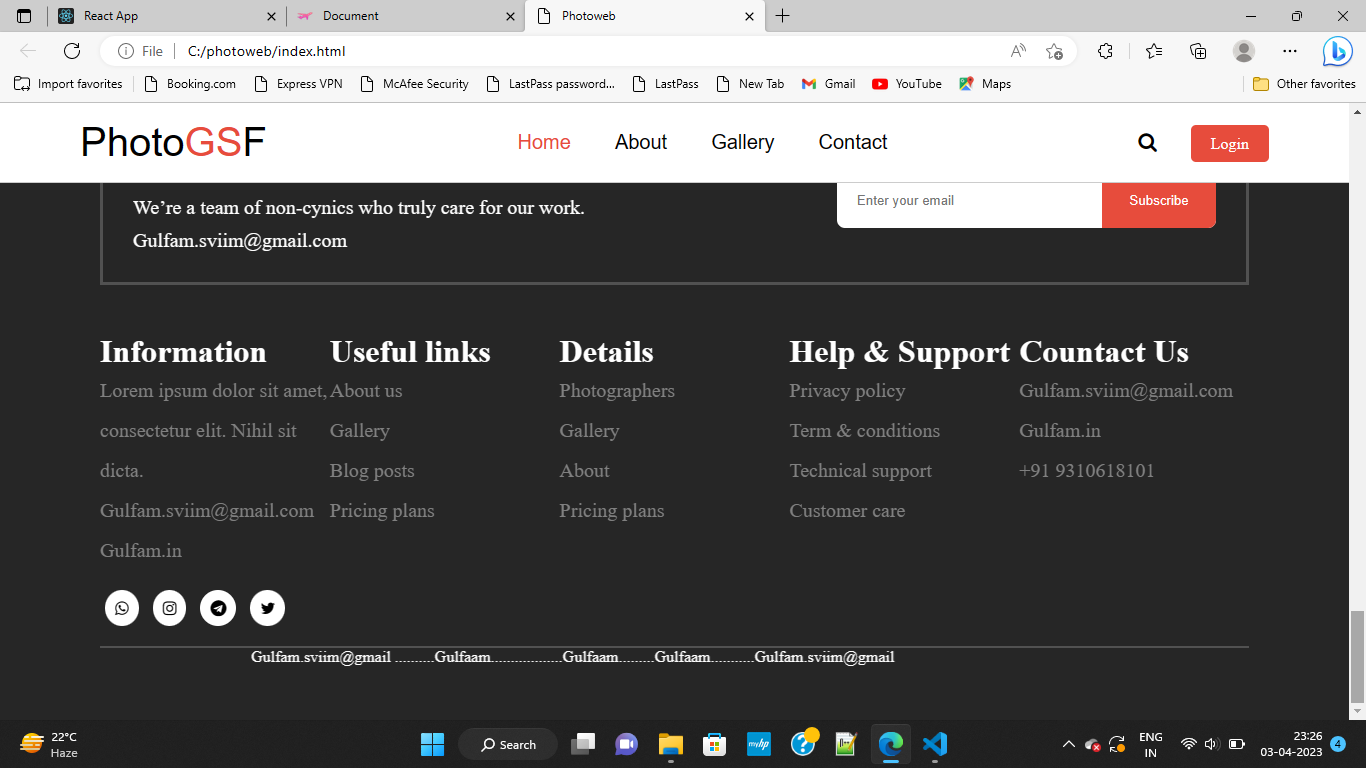 React App
Document
Photoweb
File
C:/photoweb/index.html
Import favorites
Booking.com
Express VPN
McAfee Security
LastPass password...
LastPass
New Tab
Gmail
YouTube
Maps
Other favorites
PhotoGSF
Home
About
Gallery
Contact
Login
We’re a team of non-cynics who truly care for our work.
Gulfam.sviim@gmail.com
Enter your email
Subscribe
Information
Lorem ipsum dolor sit amet,
consectetur elit. Nihil sit
dicta.
Gulfam.sviim@gmail.com
Gulfam.in
Useful links
About us
Gallery
Blog posts
Pricing plans
Details
Photographers
Gallery
About
Pricing plans
Help & Support
Privacy policy
Term & conditions
Technical support
Customer care
Countact Us
Gulfam.sviim@gmail.com
Gulfam.in
+91 9310618101
Gulfam.sviim@gmail ..........Gulfaam..................Gulfaam.........Gulfaam...........Gulfam.sviim@gmail
22°C
Haze
Search
myhp
ENG
IN
23:26
03-04-2023
4